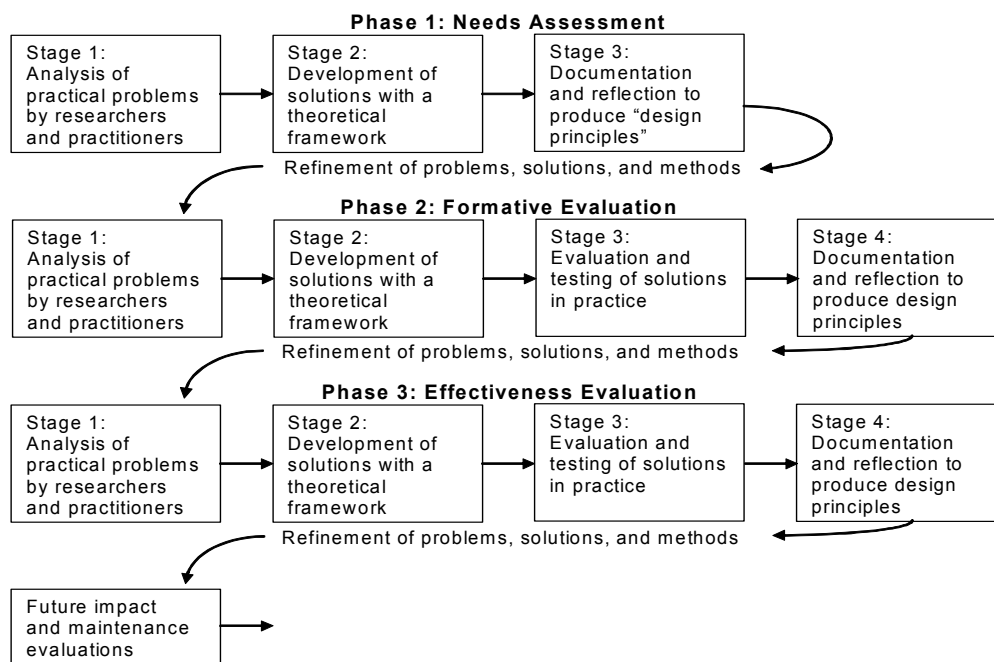 Phase 1: Needs Assessment
Stage 1:
Analysis of
practical problems
by researchers
and practitioners
Stage 2:
Development of
solutions with a
theoretical
framework
Stage 3:
Documentation
and reflection to
produce “design
principles”
Refinement of problems, solutions, and methods
Phase 2: Formative Evaluation
Stage 1:
Analysis of
practical problems
by researchers
and practitioners
Stage 2:
Development of
solutions with a
theoretical
framework
Stage 3:
Evaluation and
testing of solutions
in practice
Stage 4:
Documentation
and reflection to
produce design
principles
Refinement of problems, solutions, and methods
Phase 3: Effectiveness Evaluation
Stage 1:
Analysis of
practical problems
by researchers
and practitioners
Stage 2:
Development of
solutions with a
theoretical
framework
Stage 3:
Evaluation and
testing of solutions
in practice
Stage 4:
Documentation
and reflection to
produce design
principles
Refinement of problems, solutions, and methods
Future impact
and maintenance
evaluations